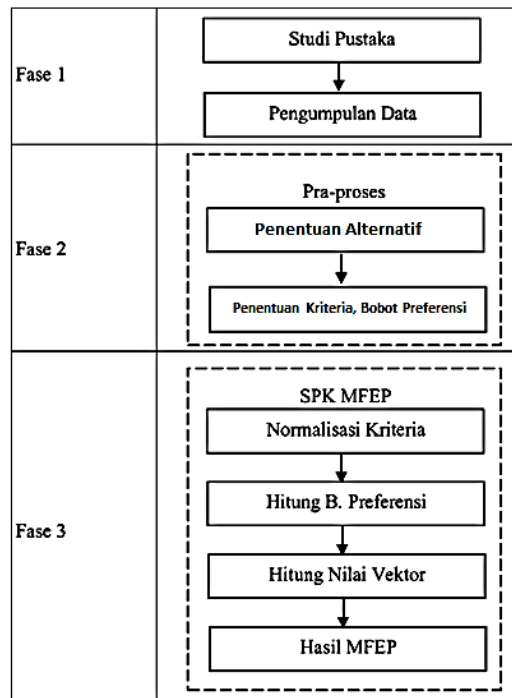 Fase 1
Studi Pustaka
Pengumpulan Data
Fase 2
Pra-proses
Penentuan Alternatif
Penentuan Kriteria, Bobot Preferensi
Fase 3
SPK MFEP
Normalisasi Kriteria
Hitung B. Preferensi
Hitung Nilai Vektor
Hasil MFEP